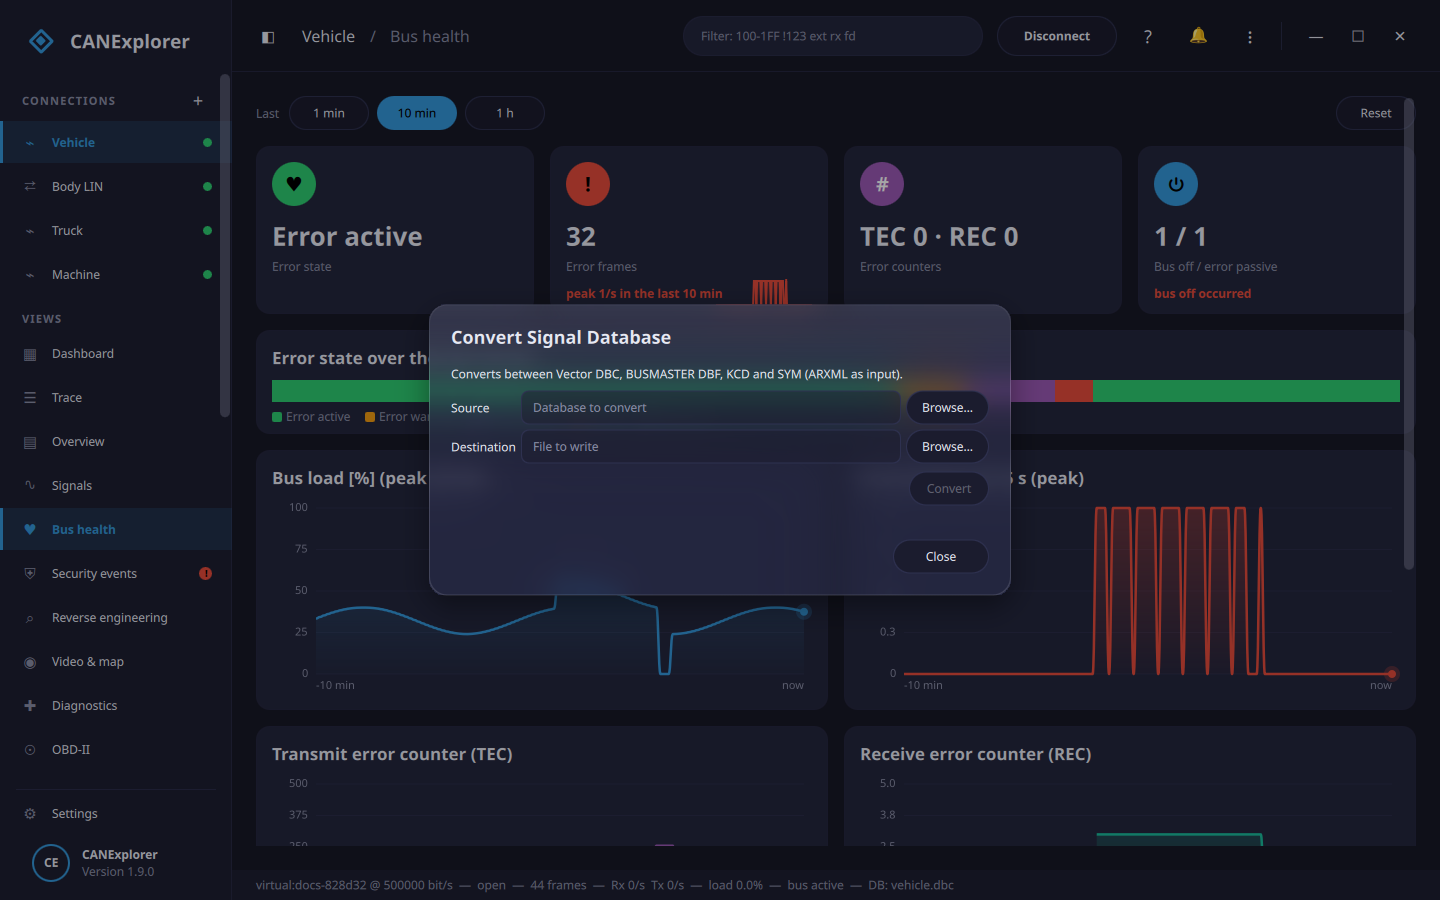 CANExplorer
CONNECTIONS +
Vehicle
Body LIN
Truck
Machine
VIEWS
Dashboard
Trace
Overview
Signals
Bus health
Security events !
Reverse engineering
Video & map
Diagnostics
OBD-II
Settings
CE
CANExplorer
Version 1.9.0
Vehicle / Bus health
Filter: 100-1FF !123 ext rx fd
Disconnect
?
Last 1 min 10 min 1 h
Reset
Error active
Error state
!
32
Error frames
peak 1/s in the last 10 min
#
TEC 0 · REC 0
Error counters
1 / 1
Bus off / error passive
bus off occurred
Error state over th
Error active Error wa
Convert Signal Database
Converts between Vector DBC, BUSMASTER DBF, KCD and SYM (ARXML as input).
Source Database to convert Browse...
Destination File to write Browse...
Convert
Close
Bus load [%] (peak
100
75
50
25
0
-10 min now
s (peak)
0.3
0
-10 min now
Transmit error counter (TEC)
500
375
Receive error counter (REC)
5.0
3.8
virtual:docs-828d32 @ 500000 bit/s — open — 44 frames — Rx 0/s Tx 0/s — load 0.0% — bus active — DB: vehicle.dbc